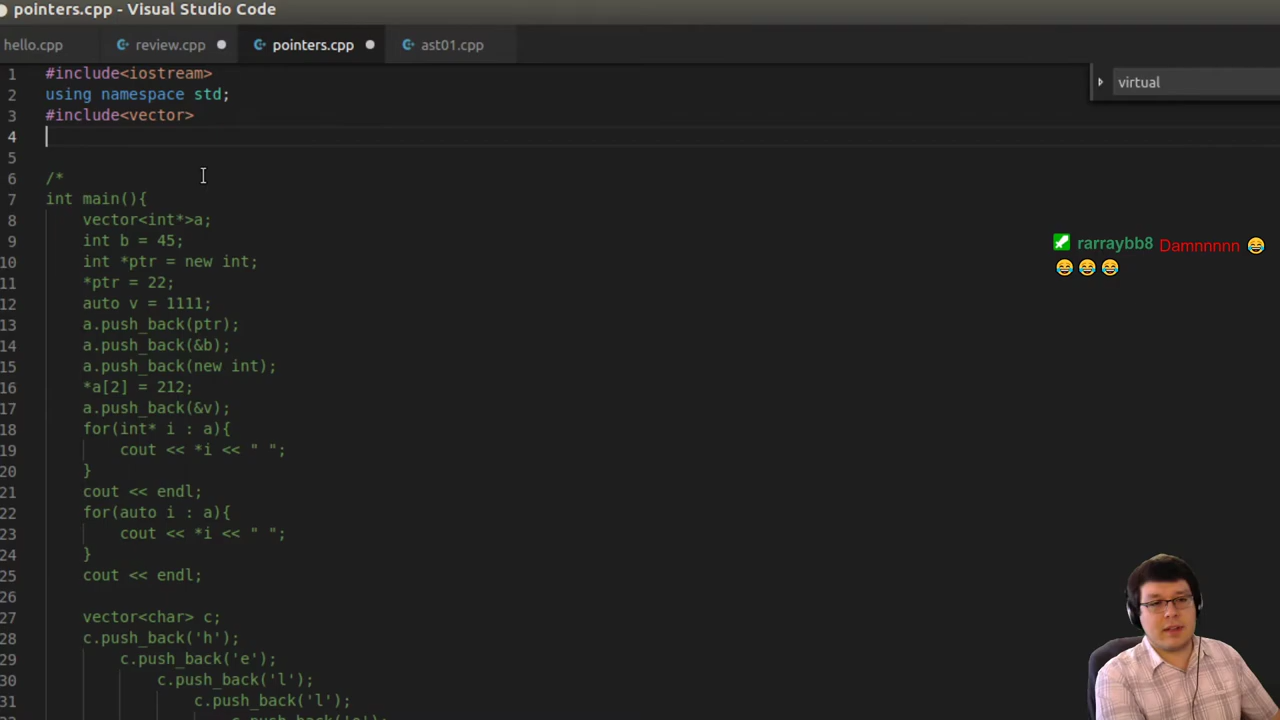 pointers.cpp - Visual Studio Code
hello.cpp review.cpp pointers.cpp ast01.cpp
virtual
1 #include<iostream>
2 using namespace std;
3 #include<vector>
4
5
6 /*
7 int main(){
8 vector<int*>a;
9 int b = 45;
10 int *ptr = new int;
11 *ptr = 22;
12 auto v = 1111;
13 a.push_back(ptr);
14 a.push_back(&b);
15 a.push_back(new int);
16 *a[2] = 212;
17 a.push_back(&v);
18 for(int* i : a){
19 cout << *i << " ";
20 }
21 cout << endl;
22 for(auto i : a){
23 cout << *i << " ";
24 }
25 cout << endl;
26
27 vector<char> c;
28 c.push_back('h');
29 c.push_back('e');
30 c.push_back('l');
31 c.push_back('l');
rarraybb8 Damnnnnn 😂
😂 😂 😂